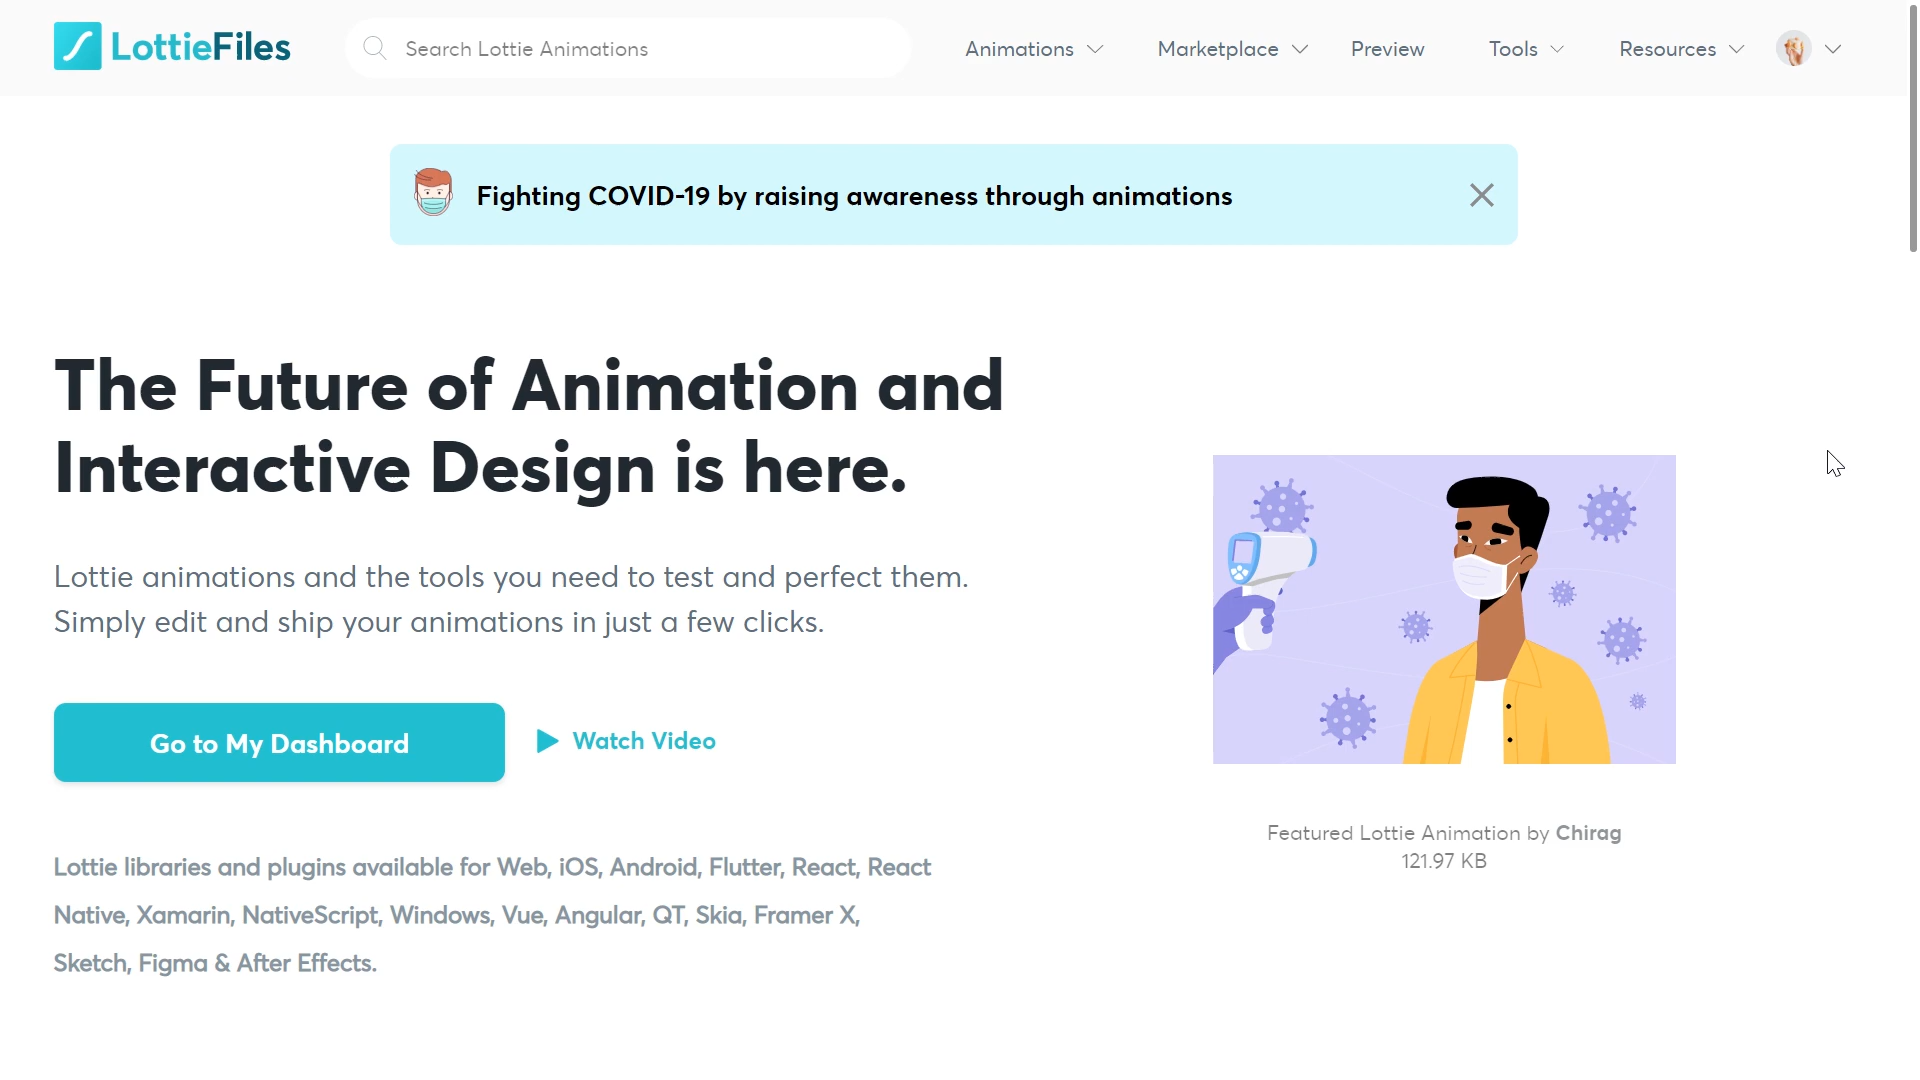 LottieFiles
Search Lottie Animations
Animations
Marketplace
Preview
Tools
Resources
Fighting COVID-19 by raising awareness through animations
The Future of Animation and
Interactive Design is here.
Lottie animations and the tools you need to test and perfect them.
Simply edit and ship your animations in just a few clicks.
Go to My Dashboard
Watch Video
Featured Lottie Animation by Chirag
121.97 KB
Lottie libraries and plugins available for Web, iOS, Android, Flutter, React, React
Native, Xamarin, NativeScript, Windows, Vue, Angular, QT, Skia, Framer X,
Sketch, Figma & After Effects.